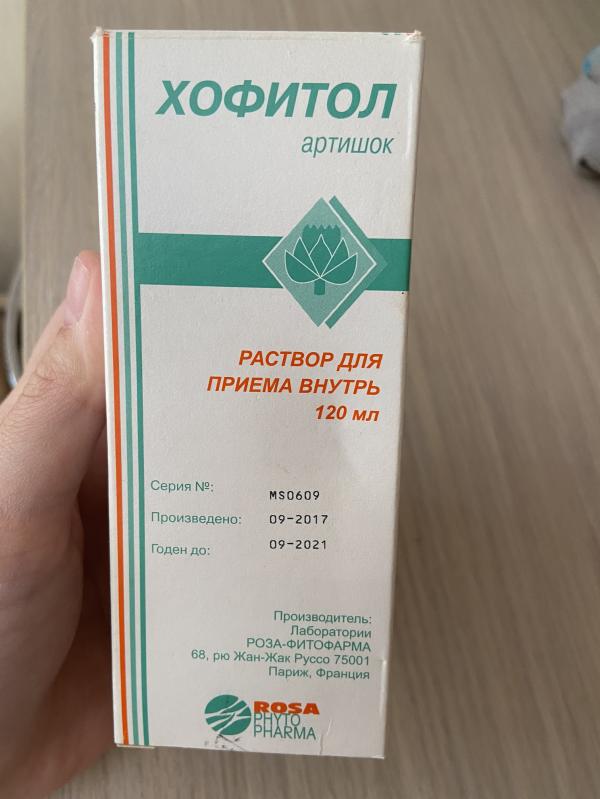 ХОФИТОЛ
артишок
РАСТВОР ДЛЯ
ПРИЕМА ВНУТРЬ
120 мл
Серия №: MS0609
Произведено: 09-2017
Годен до: 09-2021
Производитель:
Лаборатории
РОЗА-ФИТОФАРМА
68, рю Жан-Жак Руссо 75001
Париж, Франция
ROSA
PHYTO
PHARMA